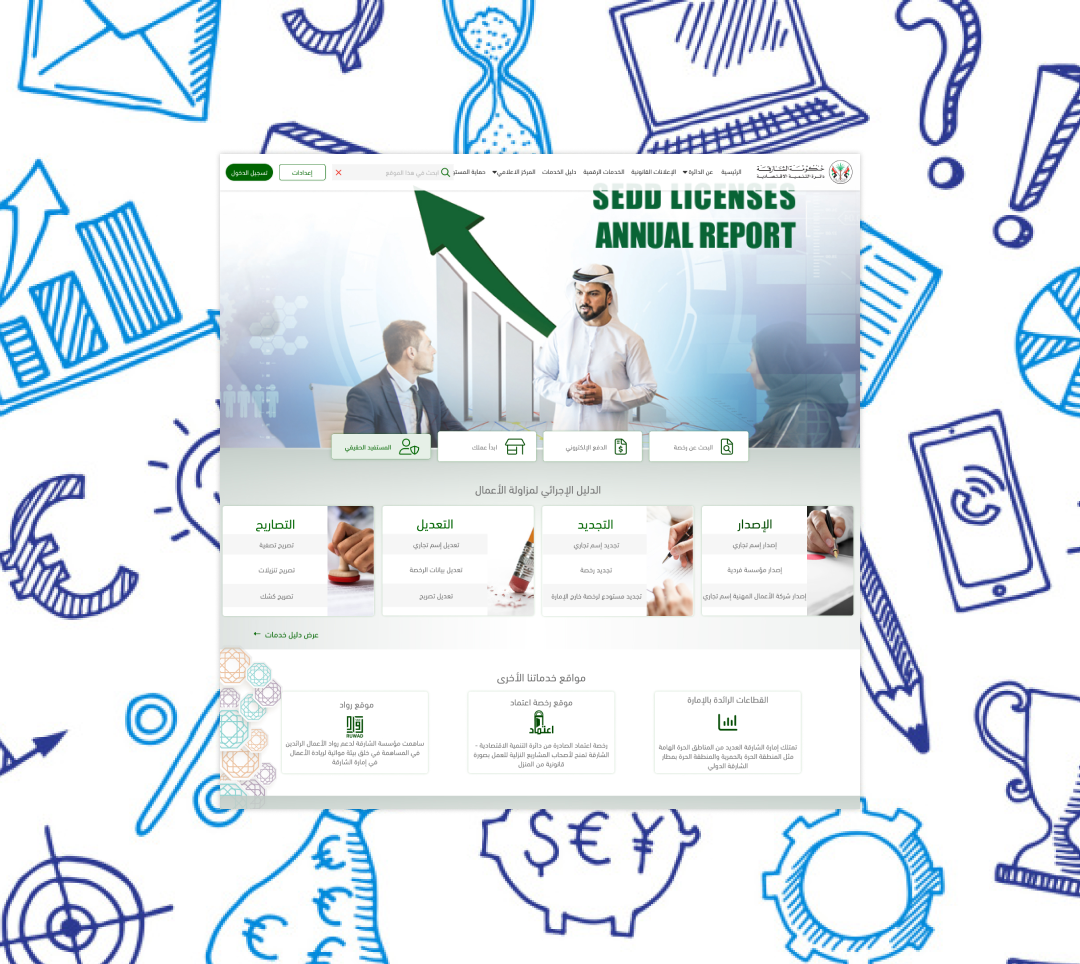 حكومة الشارقة
دائرة التنمية الاقتصادية
الرئيسية
عن الدائرة
الإعلانات القانونية
الخدمات الرقمية
دليل الخدمات
المركز الاعلامي
حماية المستر
ابحث في هذا الموقع
إعدادات
تسجيل الدخول
SEDD LICENSES
ANNUAL REPORT
البحث عن رخصة
الدفع الإلكتروني
ابدأ عملك
المستفيد الحقيقي
الدليل الإجرائي لمزاولة الأعمال
الإصدار
إصدار إسم تجاري
إصدار مؤسسة فردية
إصدار شركة الأعمال المهنية إسم تجاري
التجديد
تجديد إسم تجاري
تجديد رخصة
تجديد مستودع لرخصة خارج الإمارة
التعديل
تعديل إسم تجاري
تعديل بيانات الرخصة
تعديل تصريح
التصاريح
تصريح تصفية
تصريح تنزيلات
تصريح كشك
عرض دليل خدمات
مواقع خدماتنا الأخرى
القطاعات الرائدة بالإمارة
تمتلك إمارة الشارقة العديد من المناطق الحرة الهامة
مثل المنطقة الحرة بالحمرية والمنطقة الحرة بمطار
الشارقة الدولي
موقع رخصة اعتماد
اعتماد
رخصة اعتماد الصادرة من دائرة التنمية الاقتصادية -
الشارقة تمنح لأصحاب المشاريع النزلية للعمل بصورة
قانونية من المنزل
موقع رواد
رواد
RUWAD
ساهمت مؤسسة الشارقة لدعم رواد الأعمال الرائدين
في المساهمة في خلق بيئة مواتية لريادة الأعمال
في إمارة الشارقة